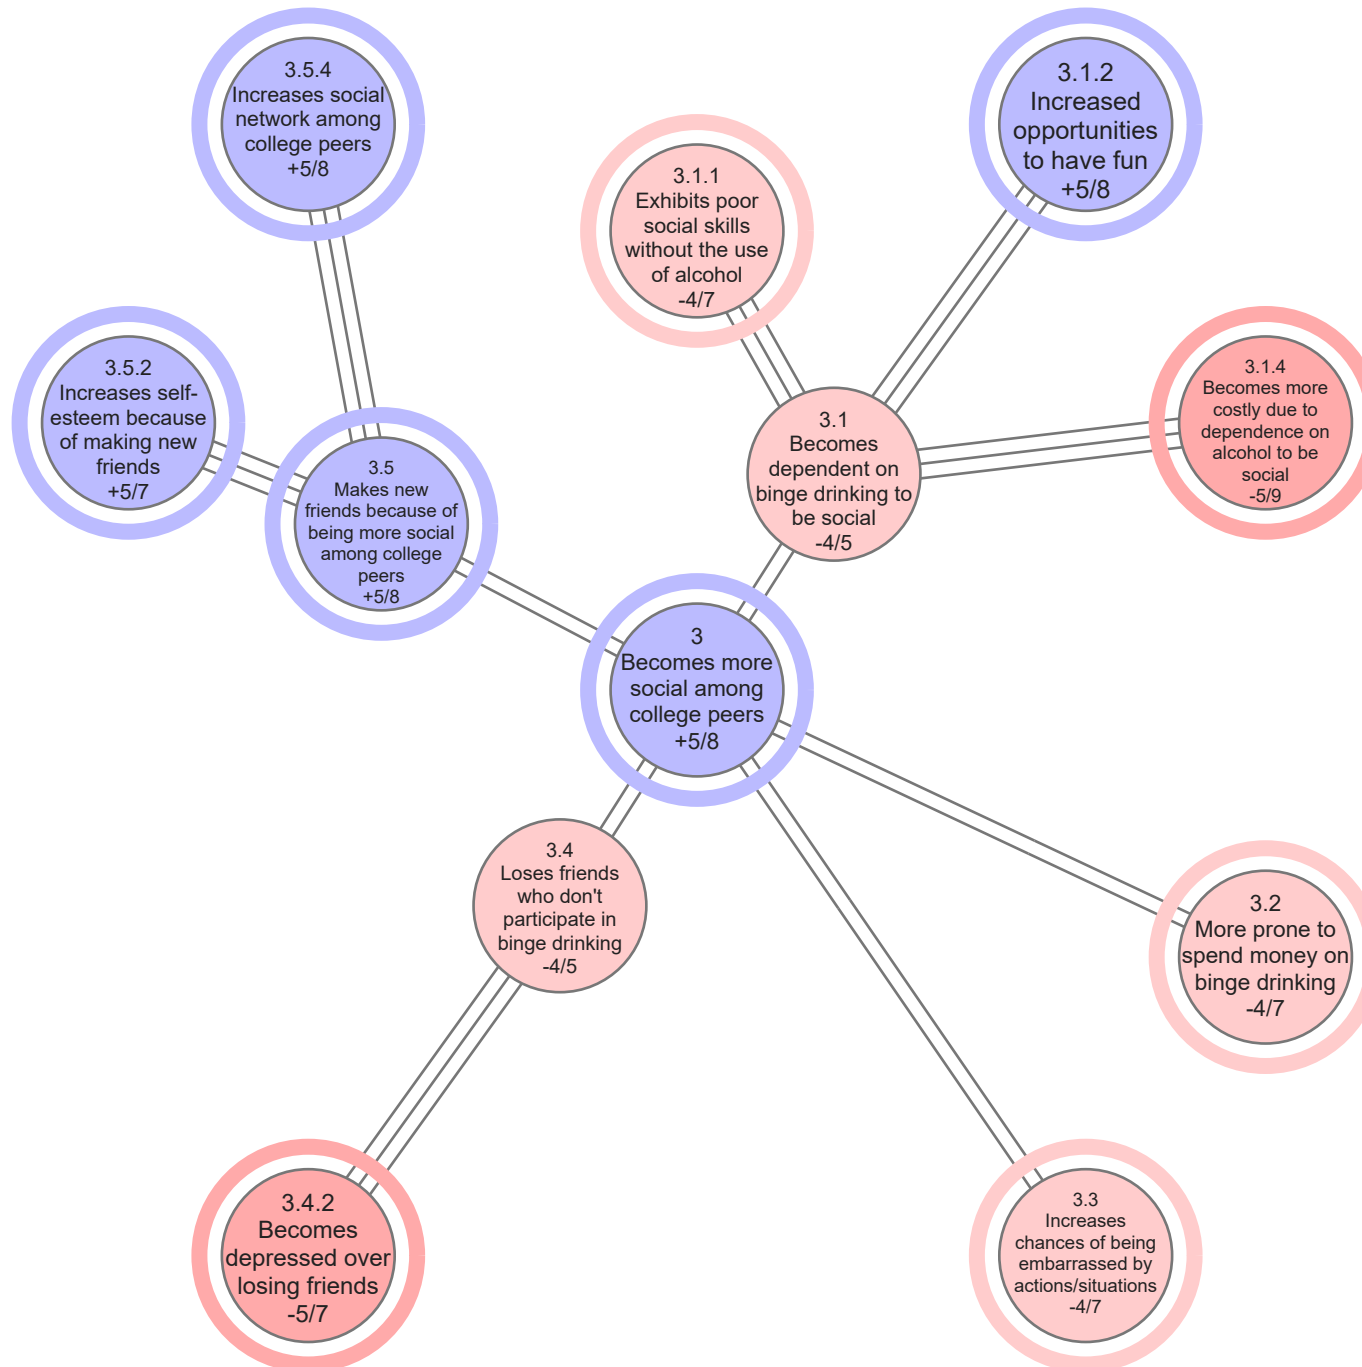 3.5.4
Increases social
network among
college peers
+5/8
3.1.2
Increased
opportunities
to have fun
+5/8
3.1.1
Exhibits poor
social skills
without the use
of alcohol
-4/7
3.5.2
Increases self-
esteem because
of making new
friends
+5/7
3.1.4
Becomes more
costly due to
dependence on
alcohol to be
social
-5/9
3.1
Becomes
dependent on
binge drinking to
be social
-4/5
3.5
Makes new
friends because of
being more social
among college
peers
+5/8
3
Becomes more
social among
college peers
+5/8
3.4
Loses friends
who don't
participate in
binge drinking
-4/5
3.2
More prone to
spend money on
binge drinking
-4/7
3.4.2
Becomes
depressed over
losing friends
-5/7
3.3
Increases
chances of being
embarrassed by
actions/situations
-4/7